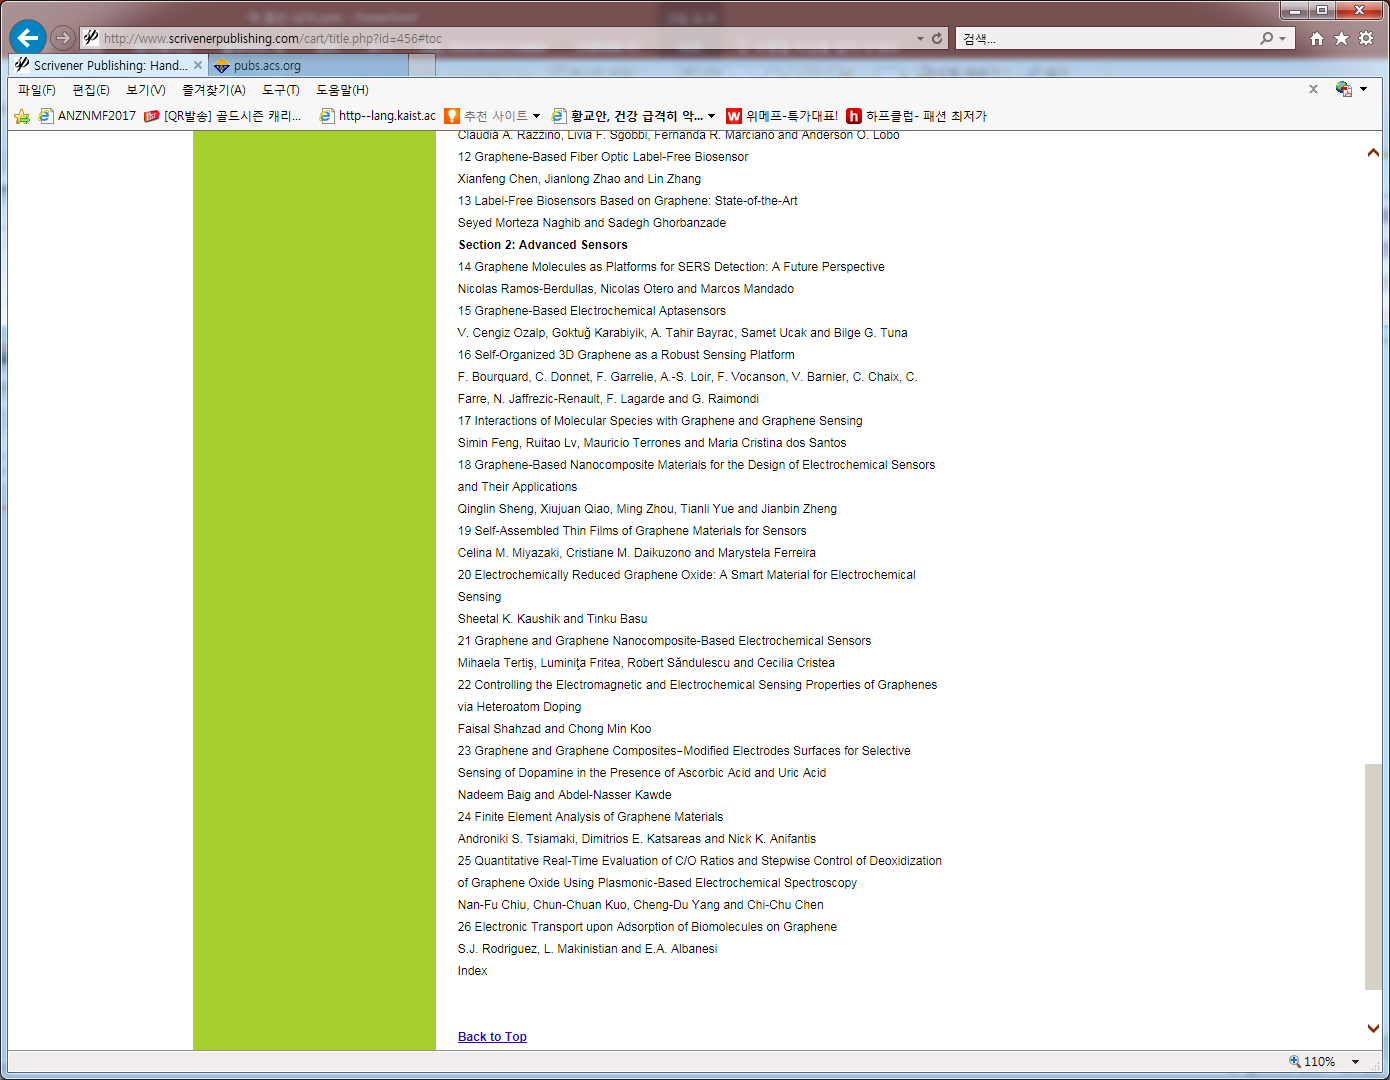 http://www.scrivenerpublishing.com/cart/title.php?id=456#toc
검색...
Scrivener Publishing: Hand...
pubs.acs.org
파일(F) 편집(E) 보기(V) 즐겨찾기(A) 도구(T) 도움말(H)
ANZNMF2017 [QR발송] 골드시즌 캐리... http--lang.kaist.ac 추천 사이트 황교안, 건강 급격히 악... W 위메프-특가대표! h 하프클럽- 패션 최저가
Claudia A. Razzino, Livia F. Sgobbi, Fernanda R. Marciano and Anderson O. Lobo
12 Graphene-Based Fiber Optic Label-Free Biosensor
Xianfeng Chen, Jianlong Zhao and Lin Zhang
13 Label-Free Biosensors Based on Graphene: State-of-the-Art
Seyed Morteza Naghib and Sadegh Ghorbanzade
Section 2: Advanced Sensors
14 Graphene Molecules as Platforms for SERS Detection: A Future Perspective
Nicolas Ramos-Berdullas, Nicolas Otero and Marcos Mandado
15 Graphene-Based Electrochemical Aptasensors
V. Cengiz Ozalp, Goktuğ Karabiyik, A. Tahir Bayrac, Samet Ucak and Bilge G. Tuna
16 Self-Organized 3D Graphene as a Robust Sensing Platform
F. Bourquard, C. Donnet, F. Garrelie, A.-S. Loir, F. Vocanson, V. Barnier, C. Chaix, C.
Farre, N. Jaffrezic-Renault, F. Lagarde and G. Raimondi
17 Interactions of Molecular Species with Graphene and Graphene Sensing
Simin Feng, Ruitao Lv, Mauricio Terrones and Maria Cristina dos Santos
18 Graphene-Based Nanocomposite Materials for the Design of Electrochemical Sensors
and Their Applications
Qinglin Sheng, Xiujuan Qiao, Ming Zhou, Tianli Yue and Jianbin Zheng
19 Self-Assembled Thin Films of Graphene Materials for Sensors
Celina M. Miyazaki, Cristiane M. Daikuzono and Marystela Ferreira
20 Electrochemically Reduced Graphene Oxide: A Smart Material for Electrochemical
Sensing
Sheetal K. Kaushik and Tinku Basu
21 Graphene and Graphene Nanocomposite-Based Electrochemical Sensors
Mihaela Tertiş, Luminiţa Fritea, Robert Săndulescu and Cecilia Cristea
22 Controlling the Electromagnetic and Electrochemical Sensing Properties of Graphenes
via Heteroatom Doping
Faisal Shahzad and Chong Min Koo
23 Graphene and Graphene Composites–Modified Electrodes Surfaces for Selective
Sensing of Dopamine in the Presence of Ascorbic Acid and Uric Acid
Nadeem Baig and Abdel-Nasser Kawde
24 Finite Element Analysis of Graphene Materials
Androniki S. Tsiamaki, Dimitrios E. Katsareas and Nick K. Anifantis
25 Quantitative Real-Time Evaluation of C/O Ratios and Stepwise Control of Deoxidization
of Graphene Oxide Using Plasmonic-Based Electrochemical Spectroscopy
Nan-Fu Chiu, Chun-Chuan Kuo, Cheng-Du Yang and Chi-Chu Chen
26 Electronic Transport upon Adsorption of Biomolecules on Graphene
S.J. Rodriguez, L. Makinistian and E.A. Albanesi
Index
Back to Top
110%